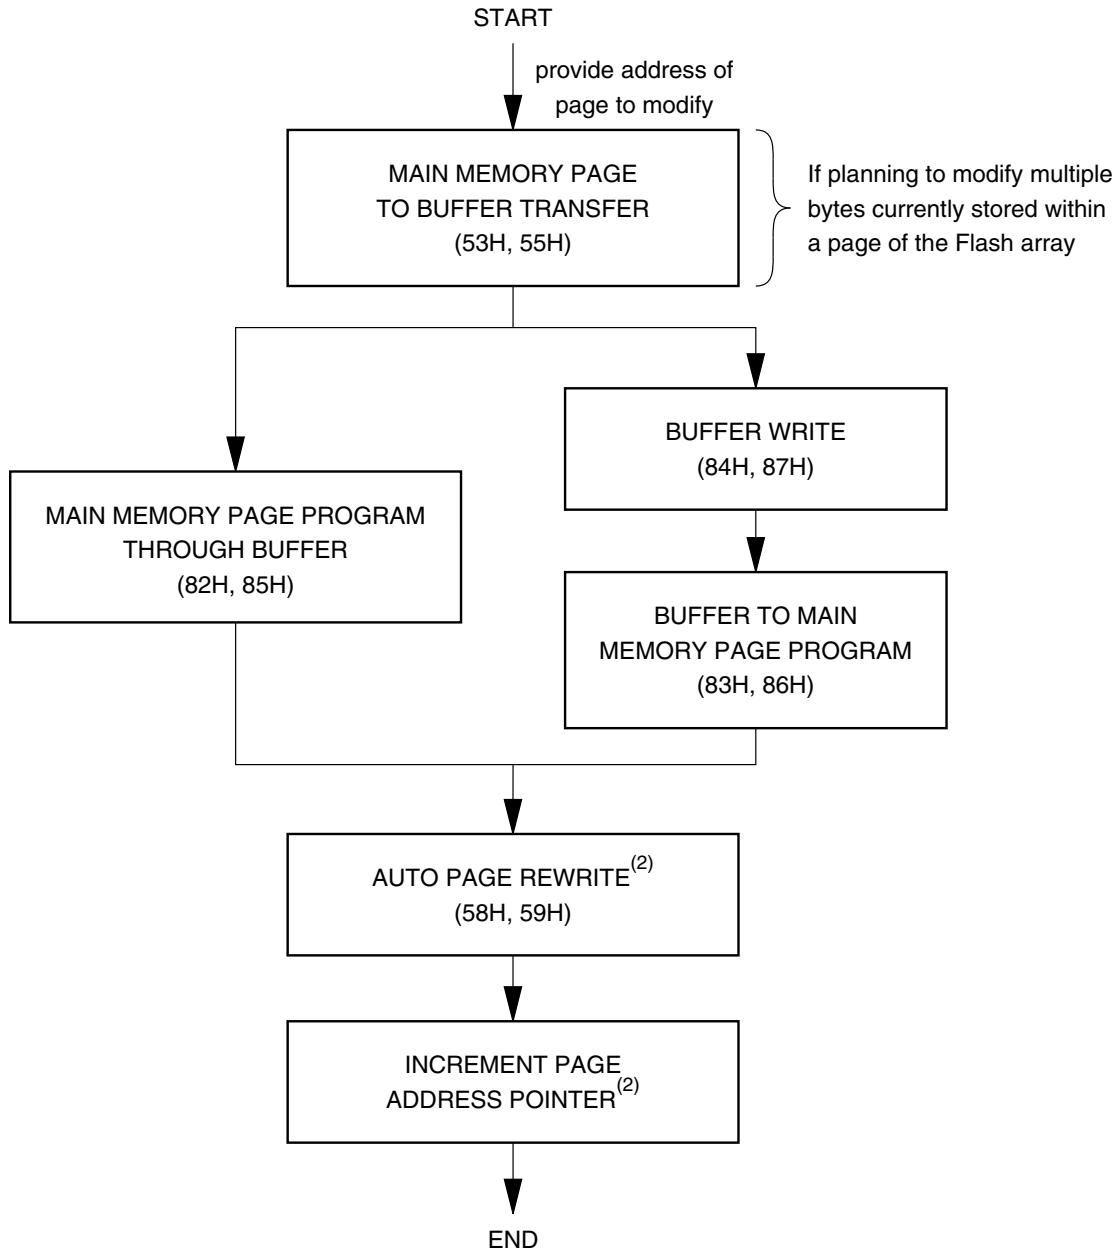 START
provide address of
page to modify
MAIN MEMORY PAGE
TO BUFFER TRANSFER
(53H, 55H)
If planning to modify multiple
bytes currently stored within
a page of the Flash array
MAIN MEMORY PAGE PROGRAM
THROUGH BUFFER
(82H, 85H)
BUFFER WRITE
(84H, 87H)
BUFFER TO MAIN
MEMORY PAGE PROGRAM
(83H, 86H)
AUTO PAGE REWRITE(2)
(58H, 59H)
INCREMENT PAGE
ADDRESS POINTER(2)
END